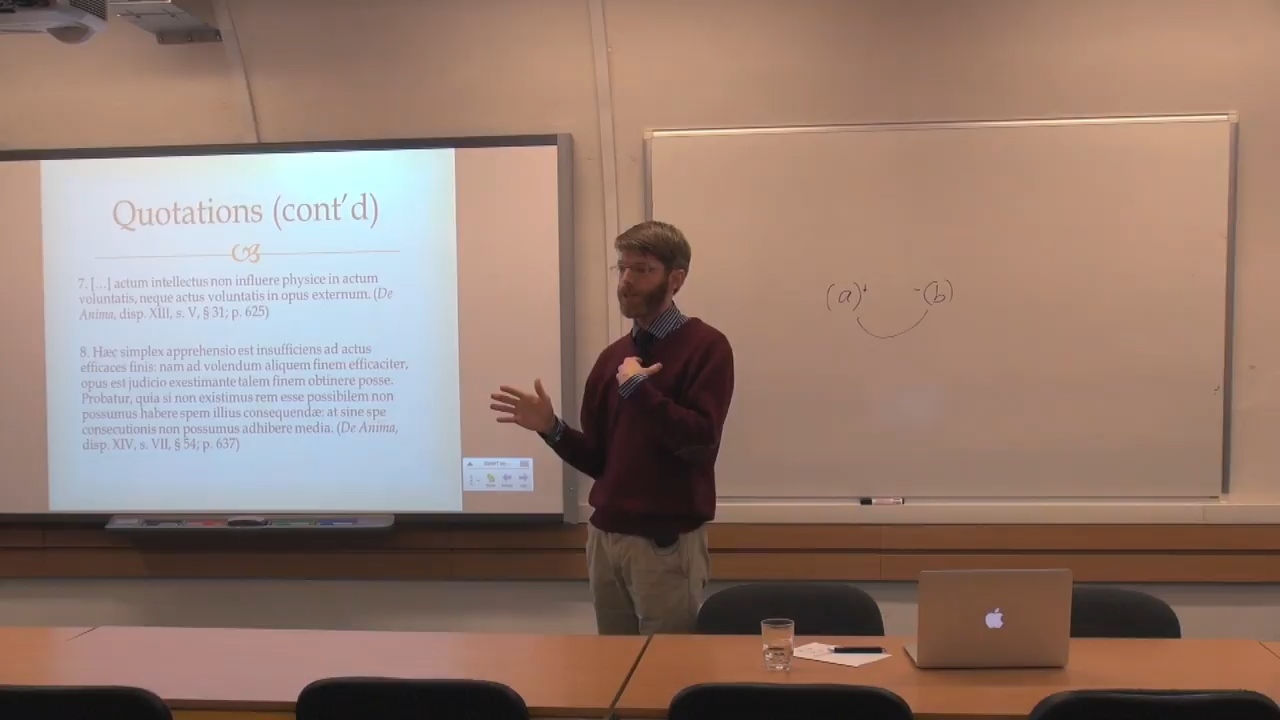 Quotations (cont'd)
7. […] actum intellectus non influere physice in actum
voluntatis, neque actus voluntatis in opus externum. (De
Anima, disp. XIII, s. V, § 31; p. 625)
8. Hæc simplex apprehensio est insufficiens ad actus
efficaces finis: nam ad volendum aliquem finem efficaciter,
opus est judicio exestimante talem finem obtinere posse.
Probatur, quia si non existimus rem esse possibilem non
possumus habere spem illius consequendæ: at sine spe
consecutionis non possumus adhibere media. (De Anima,
disp. XIV, s. VII, § 54; p. 637)
(a) (b)